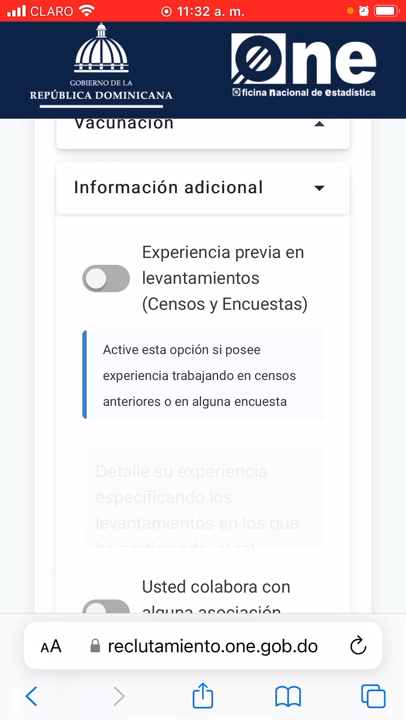 CLARO 11:32 a. m.
GOBIERNO DE LA
REPÚBLICA DOMINICANA
One
Oficina nacional de estadística
Vacunación
Información adicional
Experiencia previa en
levantamientos
(Censos y Encuestas)
Active esta opción si posee
experiencia trabajando en censos
anteriores o en alguna encuesta
Detalle su experiencia
especificando los
levantamientos en los que
Usted colabora con
alguna asociación
AA reclutamiento.one.gob.do